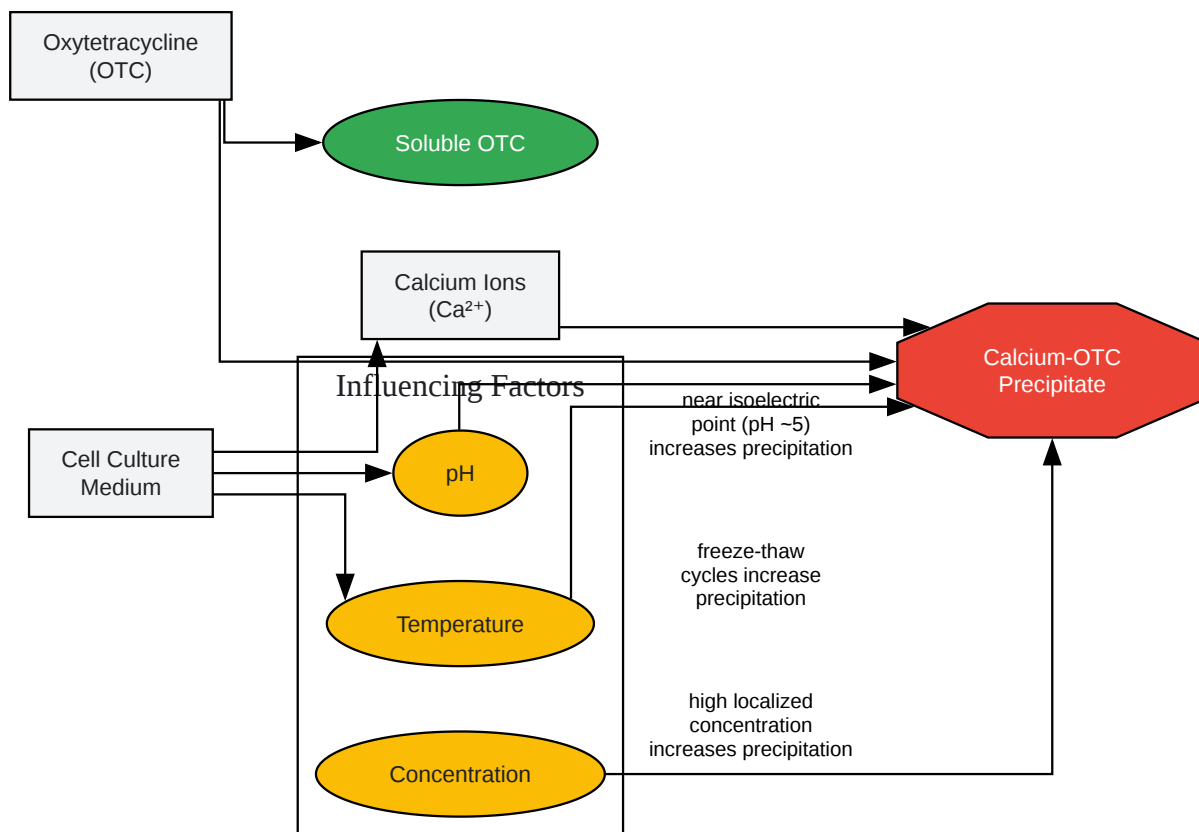 Oxytetracycline
(OTC)
Soluble OTC
Calcium Ions
(Ca²⁺)
Calcium-OTC
Precipitate
Influencing Factors
near isoelectric
point (pH ~5)
increases precipitation
Cell Culture
Medium
pH
freeze-thaw
cycles increase
precipitation
Temperature
high localized
concentration
increases precipitation
Concentration